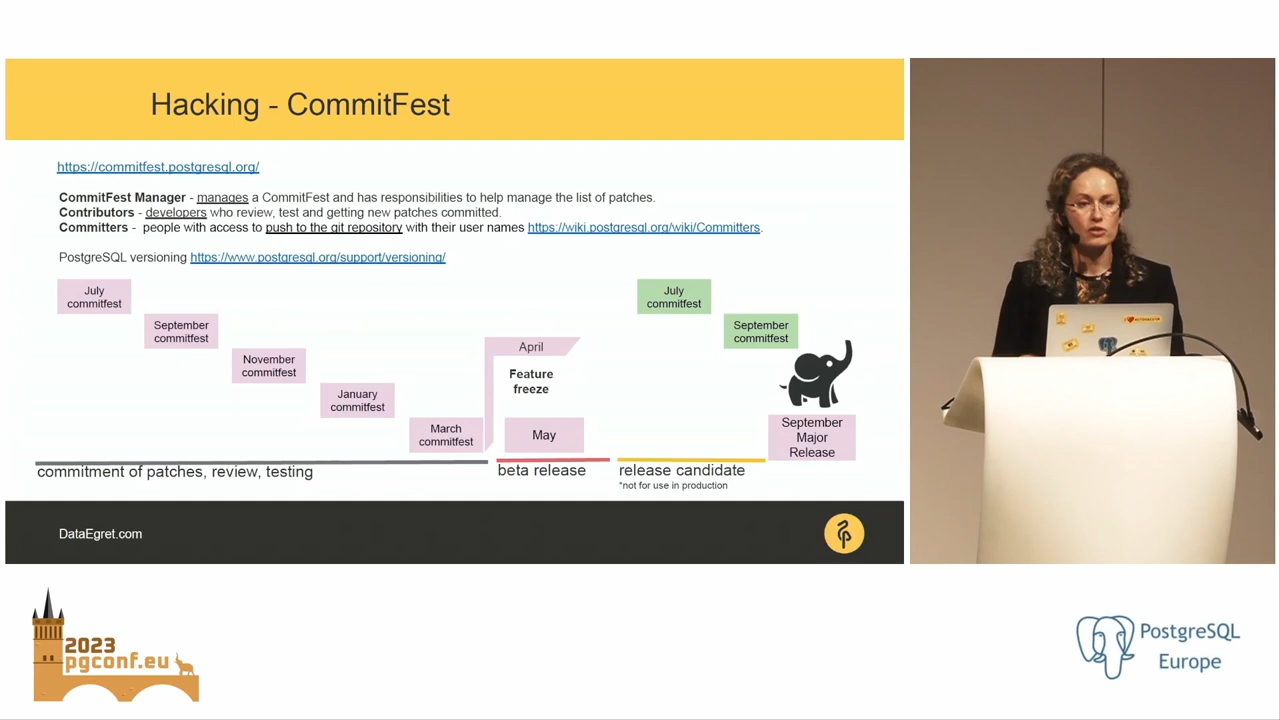 Hacking - CommitFest
https://commitfest.postgresql.org/
CommitFest Manager - manages a CommitFest and has responsibilities to help manage the list of patches.
Contributors - developers who review, test and getting new patches committed.
Committers - people with access to push to the git repository with their user names https://wiki.postgresql.org/wiki/Committers.
PostgreSQL versioning https://www.postgresql.org/support/versioning/
July
commitfest
September
commitfest
November
commitfest
January
commitfest
March
commitfest
April
Feature
freeze
May
July
commitfest
September
commitfest
September
Major
Release
commitment of patches, review, testing
beta release
release candidate
*not for use in production
DataEgret.com
2023
pgconf.eu
PostgreSQL
Europe